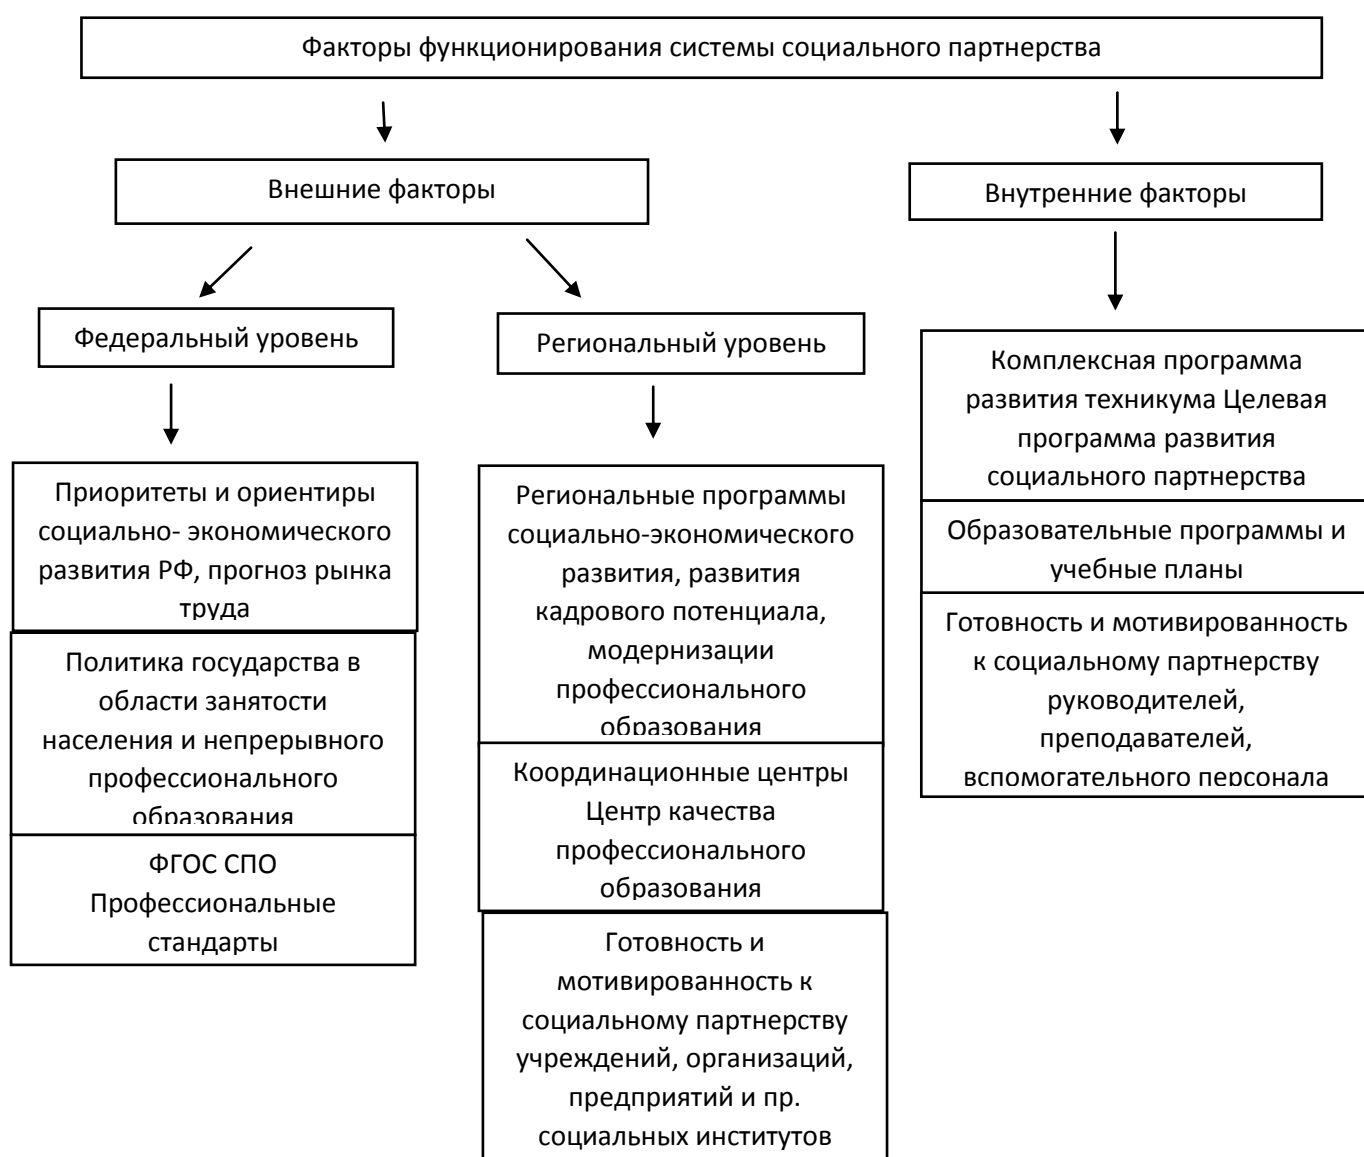 Факторы функционирования системы социального партнерства
Внешние факторы
Внутренние факторы
Федеральный уровень
Региональный уровень
Приоритеты и ориентиры
социально- экономического
развития РФ, прогноз рынка
труда
Политика государства в
области занятости
населения и непрерывного
профессионального
образования
ФГОС СПО
Профессиональные
стандарты
Региональные программы
социально-экономического
развития, развития
кадрового потенциала,
модернизации
профессионального
образования
Координационные центры
Центр качества
профессионального
образования
Готовность и
мотивированность к
социальному партнерству
учреждений, организаций,
предприятий и пр.
социальных институтов
Комплексная программа
развития техникума Целевая
программа развития
социального партнерства
Образовательные программы и
учебные планы
Готовность и мотивированность
к социальному партнерству
руководителей,
преподавателей,
вспомогательного персонала